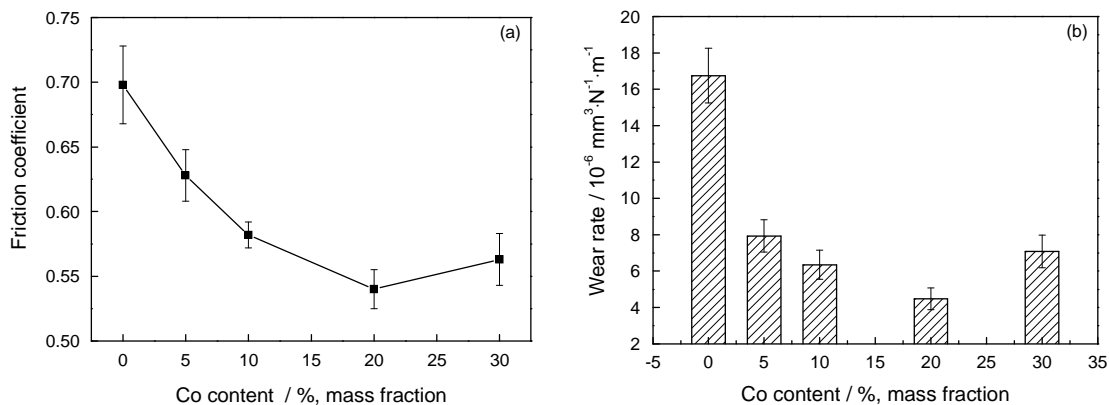 (a)
Friction coefficient
0.75
0.70
0.65
0.60
0.55
0.50
0 5 10 15 20 25 30
Co content / %, mass fraction
(b)
Wear rate / 10⁻⁶ mm³·N⁻¹·m⁻¹
20
18
16
14
12
10
8
6
4
2
-5 0 5 10 15 20 25 30 35
Co content / %, mass fraction